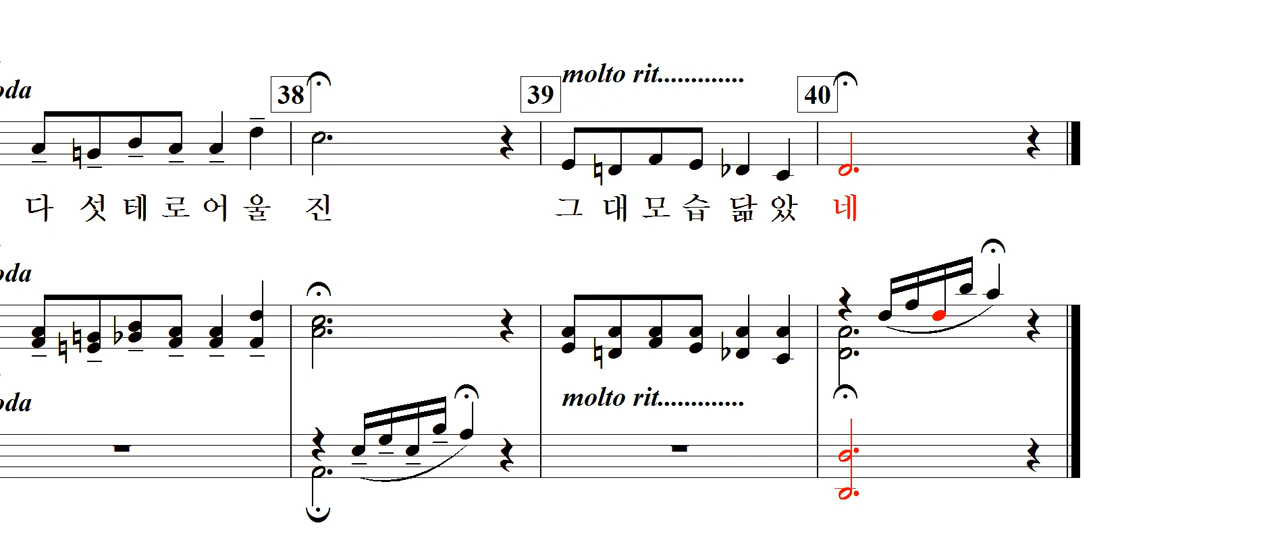 molto rit.............
oda
38
39
40
다 섯 테 로 어 울 진 그 대 모 습 닮 았 네
oda
molto rit.............
oda